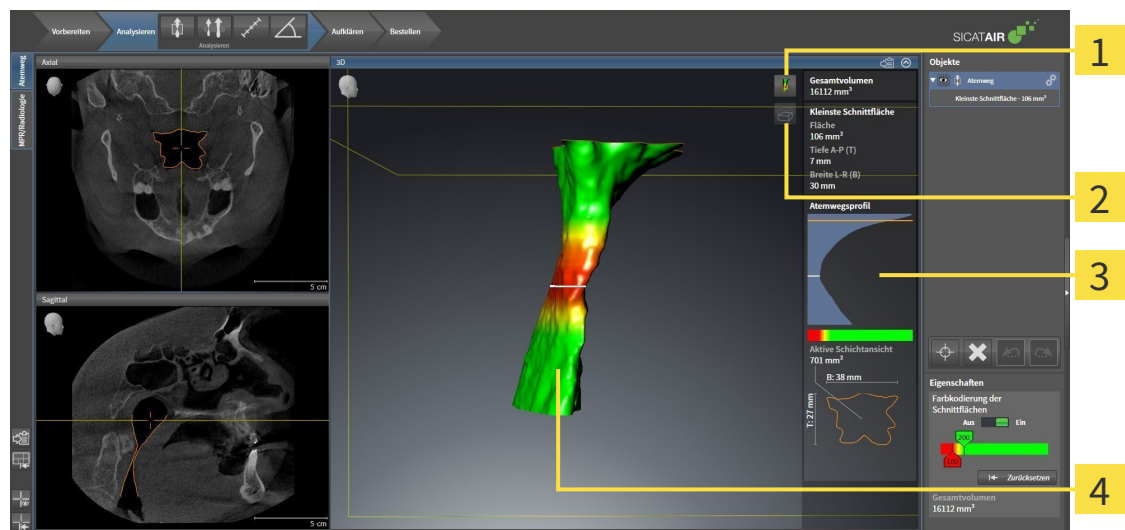 Vorbereiten
Analysieren
Analysieren
Aufklären
Bestellen
SICATAIR
1
2
3
4
Atemweg
MPR/Radiologie
Axial
5 cm
Sagittal
5 cm
3D
Gesamtvolumen
16112 mm³
Kleinste Schnittfläche
Fläche
106 mm²
Tiefe A-P (T)
7 mm
Breite L-R (B)
30 mm
Atemwegsprofil
Aktive Schichtansicht
701 mm²
B: 38 mm
T: 27 mm
Objekte
Atemweg
Kleinste Schnittfläche - 106 mm²
Eigenschaften
Farbkodierung der
Schnittflächen
Aus Ein
200
100
Zurücksetzen
Gesamtvolumen
16112 mm³